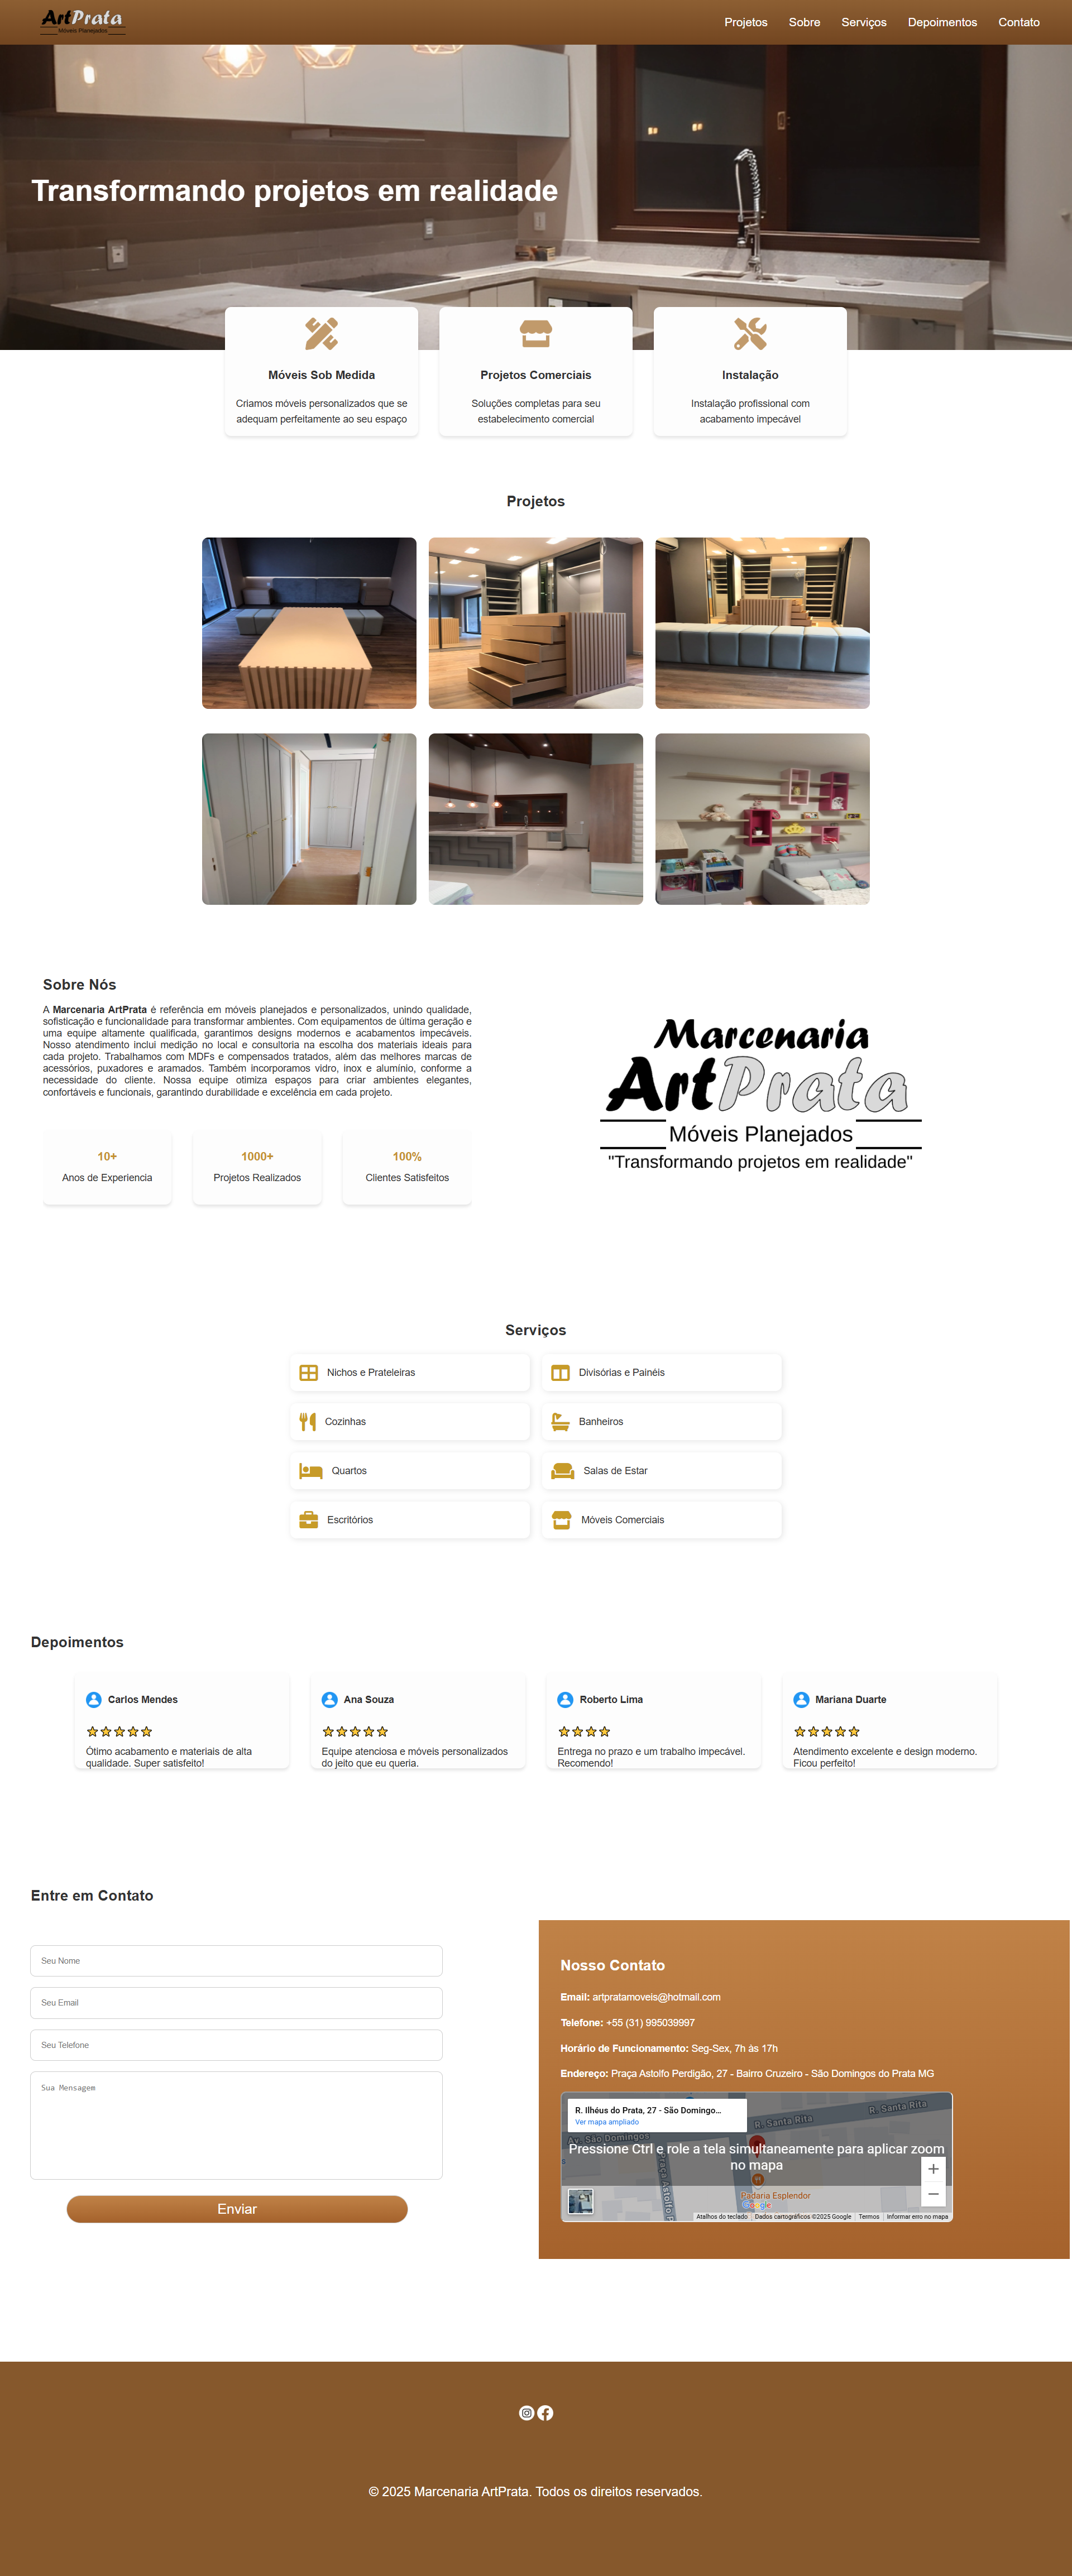 ArtPrata
Móveis Planejados
Projetos
Sobre
Serviços
Depoimentos
Contato
Transformando projetos em realidade
Móveis Sob Medida
Criamos móveis personalizados que se
adequam perfeitamente ao seu espaço
Projetos Comerciais
Soluções completas para seu
estabelecimento comercial
Instalação
Instalação profissional com
acabamento impecável
Projetos
Sobre Nós
A Marcenaria ArtPrata é referência em móveis planejados e personalizados, unindo qualidade,
sofisticação e funcionalidade para transformar ambientes. Com equipamentos de última geração e
uma equipe altamente qualificada, garantimos designs modernos e acabamentos impecáveis.
Nosso atendimento inclui medição no local e consultoria na escolha dos materiais ideais para
cada projeto. Trabalhamos com MDFs e compensados tratados, além das melhores marcas de
acessórios, puxadores e aramados. Também incorporamos vidro, inox e alumínio, conforme a
necessidade do cliente. Nossa equipe otimiza espaços para criar ambientes elegantes,
confortáveis e funcionais, garantindo durabilidade e excelência em cada projeto.
10+
Anos de Experiencia
1000+
Projetos Realizados
100%
Clientes Satisfeitos
Marcenaria
ArtPrata
Móveis Planejados
"Transformando projetos em realidade"
Serviços
Nichos e Prateleiras
Divisórias e Painéis
Cozinhas
Banheiros
Quartos
Salas de Estar
Escritórios
Móveis Comerciais
Depoimentos
Carlos Mendes
Ótimo acabamento e materiais de alta
qualidade. Super satisfeito!
Ana Souza
Equipe atenciosa e móveis personalizados
do jeito que eu queria.
Roberto Lima
Entrega no prazo e um trabalho impecável.
Recomendo!
Mariana Duarte
Atendimento excelente e design moderno.
Ficou perfeito!
Entre em Contato
Seu Nome
Seu Email
Seu Telefone
Sua Mensagem
Enviar
Nosso Contato
Email: artpratamoveis@hotmail.com
Telefone: +55 (31) 995039997
Horário de Funcionamento: Seg-Sex, 7h às 17h
Endereço: Praça Astolfo Perdigão, 27 - Bairro Cruzeiro - São Domingos do Prata MG
R. Ilhéus do Prata, 27 - São Domingo...
Ver mapa ampliado
R. Santa Rita
R. Santa Rita
Av. São Domingos
Praça Astolfo P
Pressione Ctrl e role a tela simultaneamente para aplicar zoom
no mapa
Padaria Esplendor
Google
Atalhos do teclado
Dados cartográficos ©2025 Google
Termos
Informar erro no mapa
© 2025 Marcenaria ArtPrata. Todos os direitos reservados.